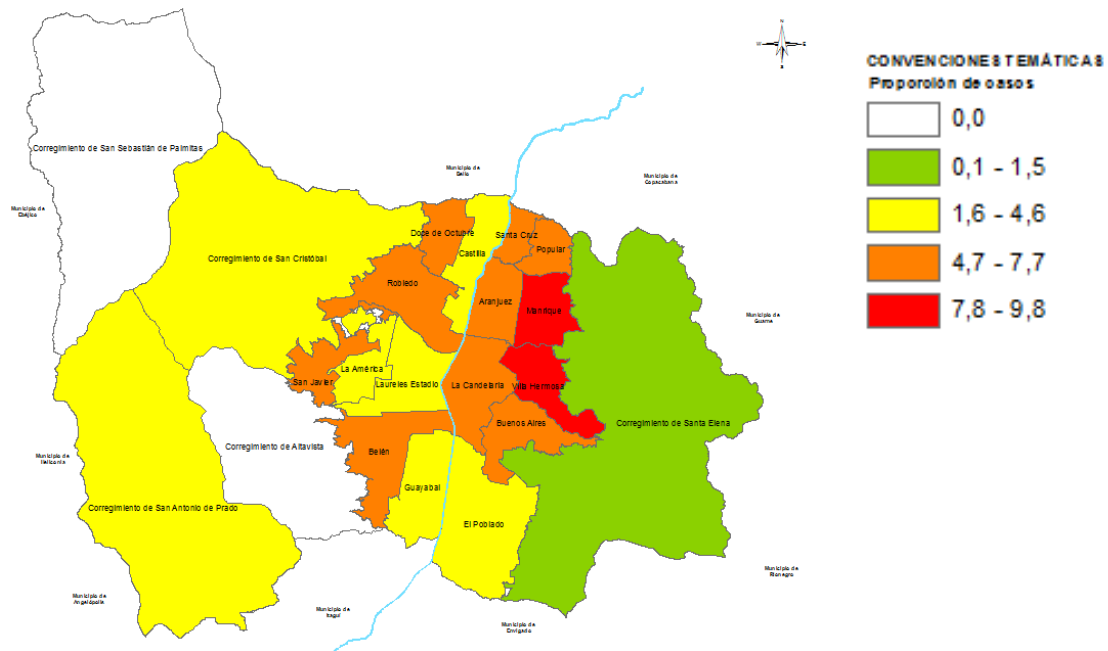 N
CONVENCIONES TEMÁTICAS
Proporción de casos
0,0
0,1 - 1,5
1,6 - 4,6
4,7 - 7,7
7,8 - 9,8
Corregimiento de San Sebastián de Palmitas
Municipio de
Bello
Municipio de
Copacabana
Municipio de
Ebéjico
Doce de Octubre
Santa Cruz
Popular
Castilla
Corregimiento de San Cristóbal
Robledo
Aranjuez
Manrique
Municipio de
Guarne
La América
San Javier
Laureles Estadio
La Candelaria
Villa Hermosa
Buenos Aires
Corregimiento de Santa Elena
Corregimiento de Altavista
Belén
Municipio de
Heliconia
Guayabal
Corregimiento de San Antonio de Prado
El Poblado
Municipio de
Rionegro
Municipio de
Angelópolis
Municipio de
Itagüí
Municipio de
Envigado